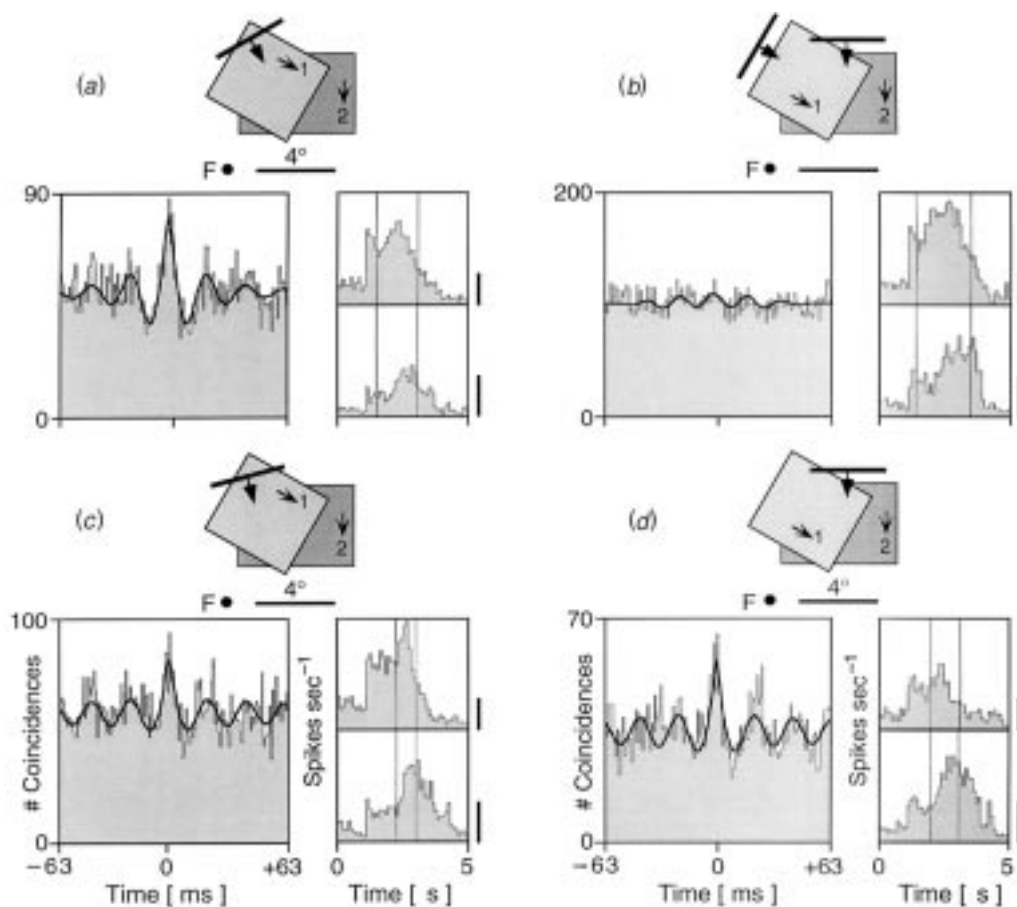 (a)
1
2
F
4°
90
0
(b)
1
2
F
200
0
(c)
1
2
F
4°
100
# Coincidences
0
−63
0
+63
Time [ ms ]
Spikes sec⁻¹
0
5
Time [ s ]
(d)
1
2
F
4°
70
# Coincidences
0
−63
0
+63
Time [ ms ]
Spikes sec⁻¹
0
5
Time [ s ]